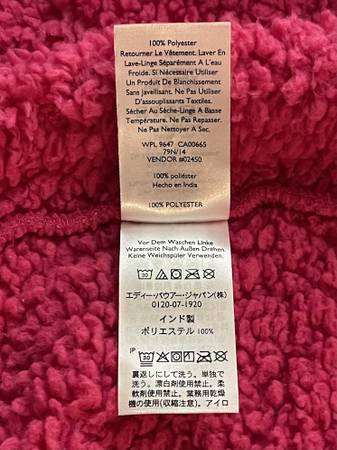 100% Polyester
Retourner Le Vêtement. Laver En
Lave-Linge Séparément A L'eau
Froide. Si Nécessaire Utiliser
Un Produit De Blanchissement
Sans Javellisant. Ne Pas Utiliser
D'assouplissants Textiles.
Sécher Au Sèche-Linge A Basse
Température. Ne Pas Repasser.
Ne Pas Nettoyer A Sec.
WPL 9647 CA00665
79N/14
VENDOR #02450
100% poliéster
Hecho en India
100% POLYESTER
Vor Dem Waschen Linke
Warenseite Nach Außen Drehen.
Keine Weichspüler Verwenden.
30
エディー・バウアー・ジャパン(株)
0120-07-1920
インド製
ポリエステル 100%
JP
30
裏返しにして洗う。単独で
洗う。漂白剤使用禁止。柔
軟剤使用禁止。業務用乾燥
機の使用(収縮注意)。アイロ